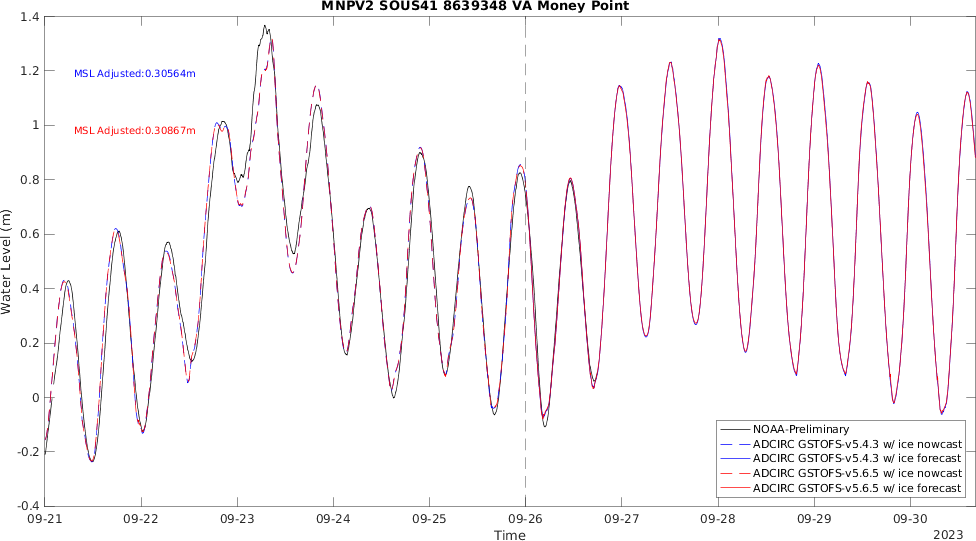 MNPV2 SOUS41 8639348 VA Money Point
1.4
1.2
1
0.8
0.6
0.4
0.2
0
-0.2
-0.4
Water Level (m)
MSL Adjusted:0.30564m
MSL Adjusted:0.30867m
NOAA-Preliminary
ADCIRC GSTOFS-v5.4.3 w/ ice nowcast
ADCIRC GSTOFS-v5.4.3 w/ ice forecast
ADCIRC GSTOFS-v5.6.5 w/ ice nowcast
ADCIRC GSTOFS-v5.6.5 w/ ice forecast
09-21 09-22 09-23 09-24 09-25 09-26 09-27 09-28 09-29 09-30
Time
2023